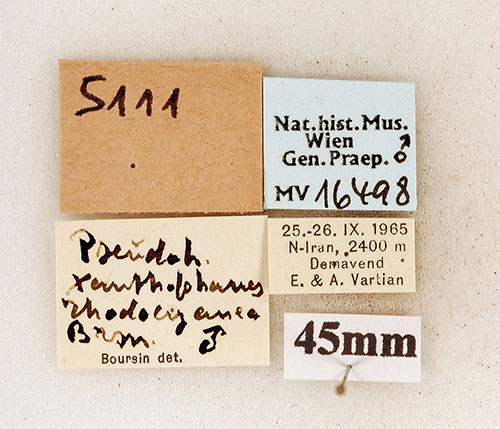 S111
Nat.hist.Mus.
Wien ♂
Gen.Praep.
MV 16498
25.-26. IX. 1965
N-Iran, 2400 m
Demavend
E. & A. Vartian
Pseudoh.
xanthophanes
rhodocyanea
Brsn. ♂
Boursin det.
45mm